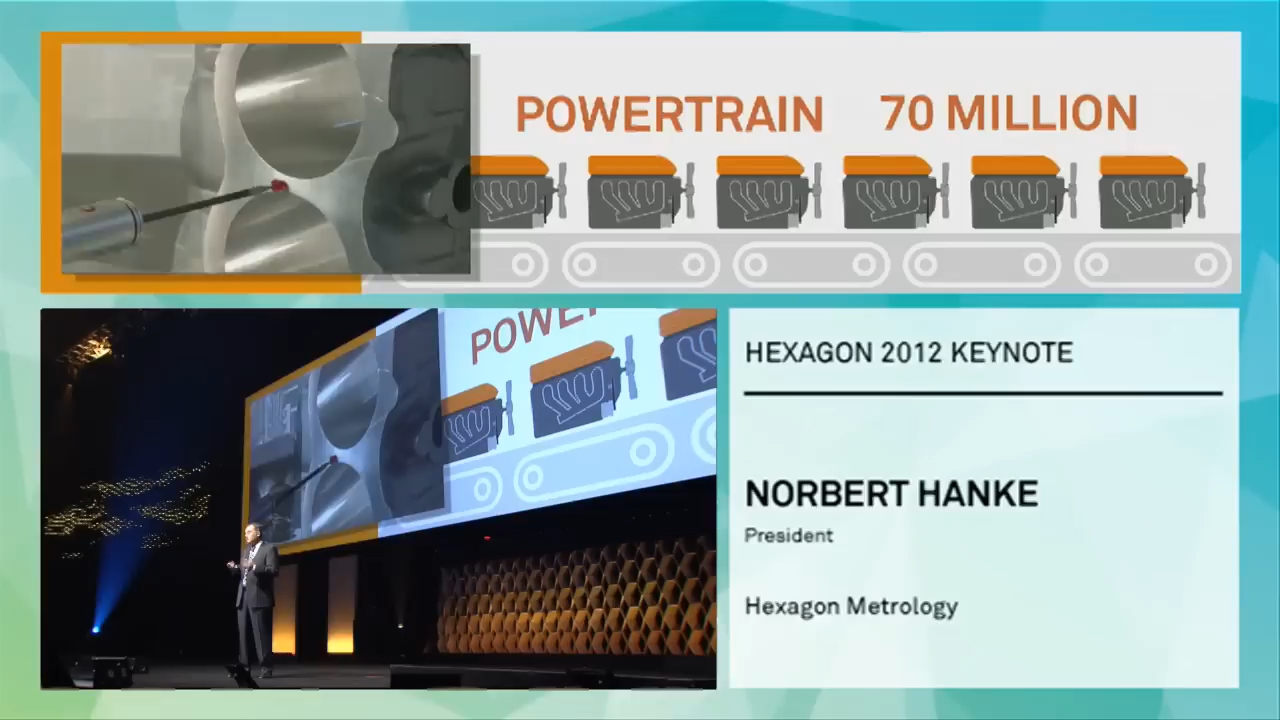 POWERTRAIN 70 MILLION
POWE
HEXAGON 2012 KEYNOTE
NORBERT HANKE
President
Hexagon Metrology